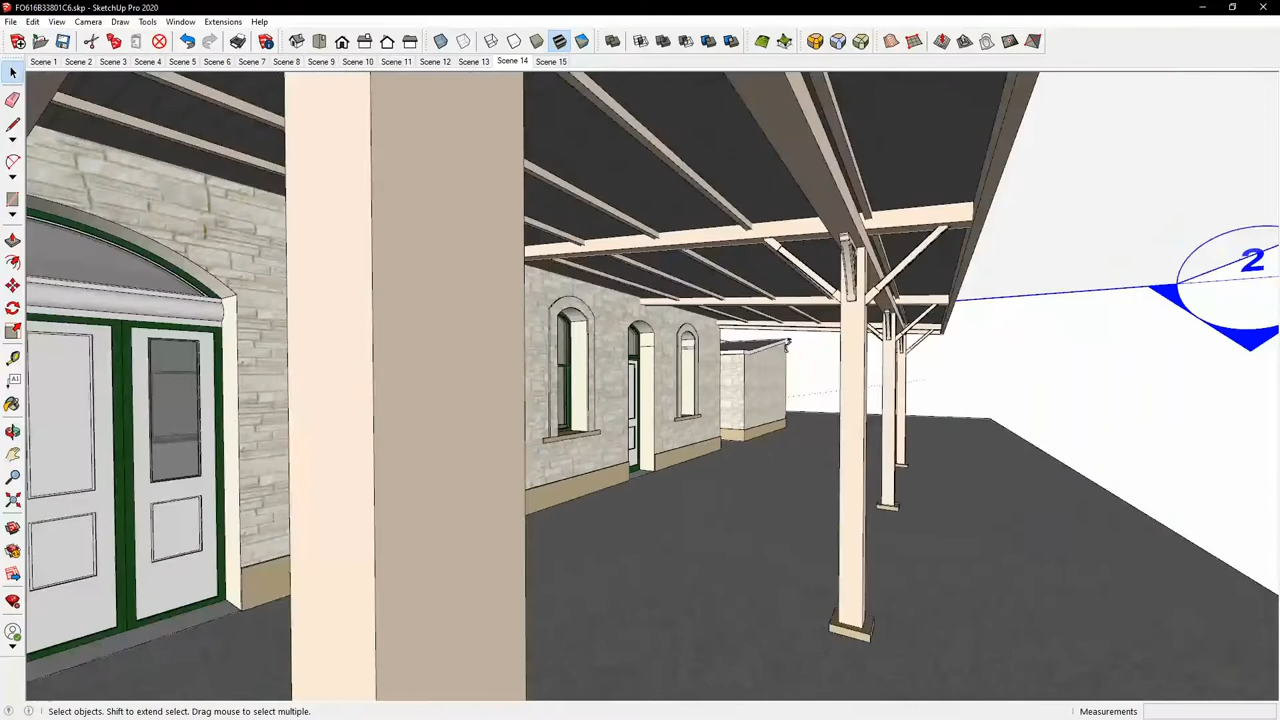 FO616B33801C6.skp - SketchUp Pro 2020
File Edit View Camera Draw Tools Window Extensions Help
Scene 1 Scene 2 Scene 3 Scene 4 Scene 5 Scene 6 Scene 7 Scene 8 Scene 9 Scene 10 Scene 11 Scene 12 Scene 13 Scene 14 Scene 15
2
A1
Select objects. Shift to extend select. Drag mouse to select multiple.
Measurements